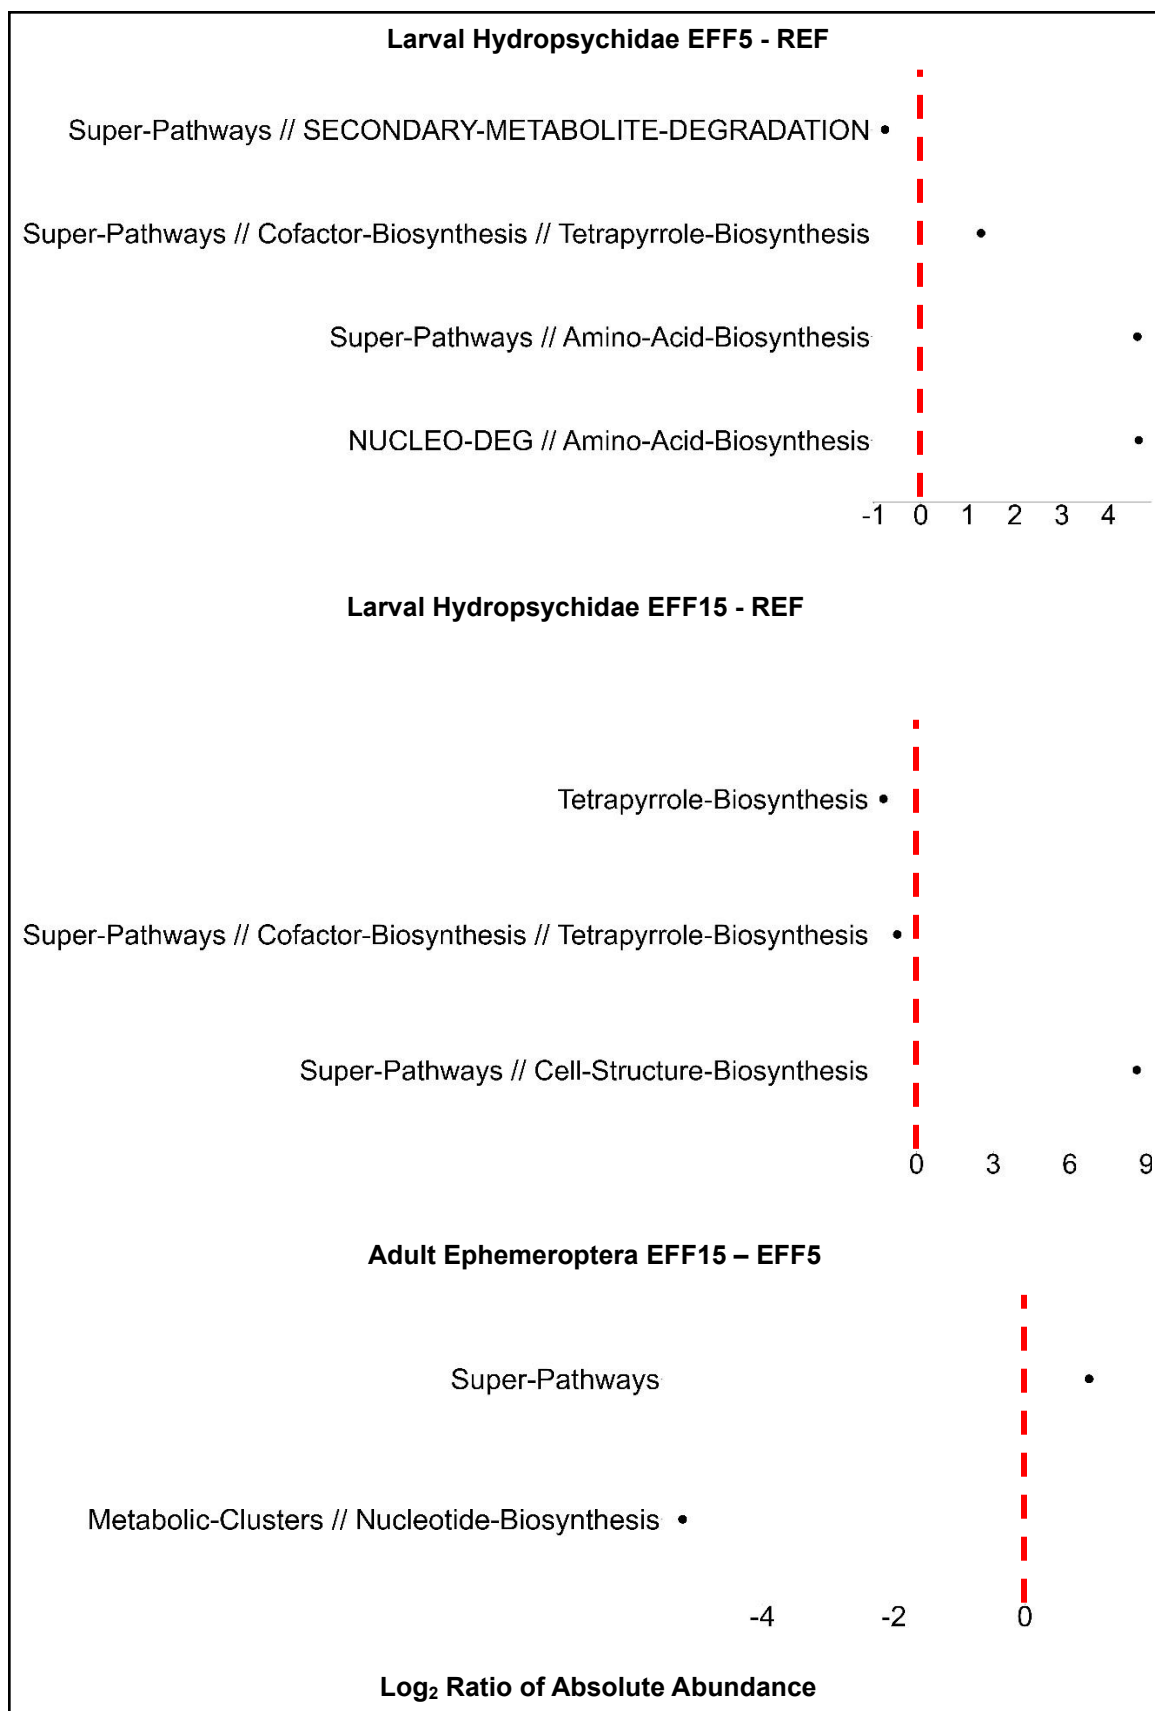 Larval Hydropsychidae EFF5 - REF
Super-Pathways // SECONDARY-METABOLITE-DEGRADATION
Super-Pathways // Cofactor-Biosynthesis // Tetrapyrrole-Biosynthesis
Super-Pathways // Amino-Acid-Biosynthesis
NUCLEO-DEG // Amino-Acid-Biosynthesis
-1 0 1 2 3 4
Larval Hydropsychidae EFF15 - REF
Tetrapyrrole-Biosynthesis
Super-Pathways // Cofactor-Biosynthesis // Tetrapyrrole-Biosynthesis
Super-Pathways // Cell-Structure-Biosynthesis
0 3 6 9
Adult Ephemeroptera EFF15 – EFF5
Super-Pathways
Metabolic-Clusters // Nucleotide-Biosynthesis
-4 -2 0
Log₂ Ratio of Absolute Abundance